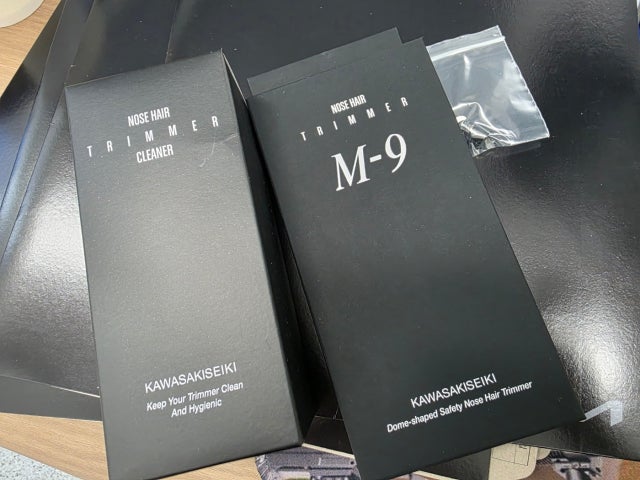 NOSE HAIR
TRIMMER
CLEANER
KAWASAKISEIKI
Keep Your Trimmer Clean
And Hygienic
NOSE HAIR
TRIMMER
M-9
KAWASAKISEIKI
Dome-shaped Safety Nose Hair Trimmer